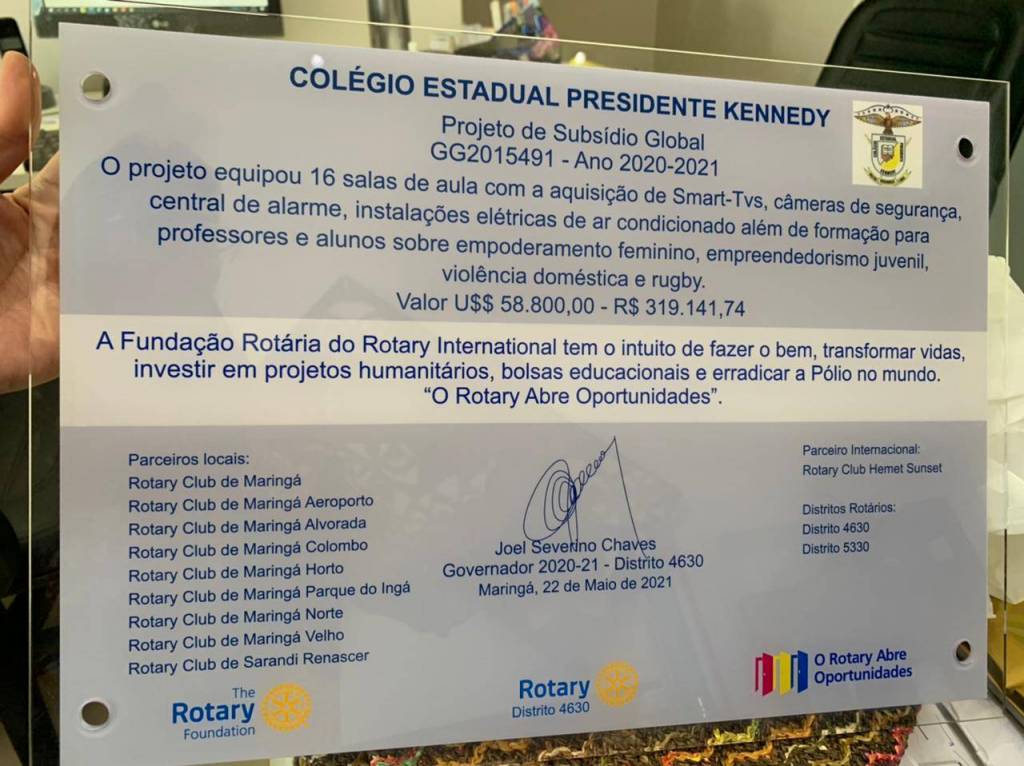 COLÉGIO ESTADUAL PRESIDENTE KENNEDY
Projeto de Subsídio Global
GG2015491 - Ano 2020-2021
O projeto equipou 16 salas de aula com a aquisição de Smart-Tvs, câmeras de segurança,
central de alarme, instalações elétricas de ar condicionado além de formação para
professores e alunos sobre empoderamento feminino, empreendedorismo juvenil,
violência doméstica e rugby.
Valor U$$ 58.800,00 - R$ 319.141,74
A Fundação Rotária do Rotary International tem o intuito de fazer o bem, transformar vidas,
investir em projetos humanitários, bolsas educacionais e erradicar a Pólio no mundo.
“O Rotary Abre Oportunidades”.
Parceiros locais:
Rotary Club de Maringá
Rotary Club de Maringá Aeroporto
Rotary Club de Maringá Alvorada
Rotary Club de Maringá Colombo
Rotary Club de Maringá Horto
Rotary Club de Maringá Parque do Ingá
Rotary Club de Maringá Norte
Rotary Club de Maringá Velho
Rotary Club de Sarandi Renascer
Joel Severino Chaves
Governador 2020-21 - Distrito 4630
Maringá, 22 de Maio de 2021
Parceiro Internacional:
Rotary Club Hemet Sunset
Distritos Rotários:
Distrito 4630
Distrito 5330
The
Rotary
Foundation
Rotary
Distrito 4630
O Rotary Abre
Oportunidades